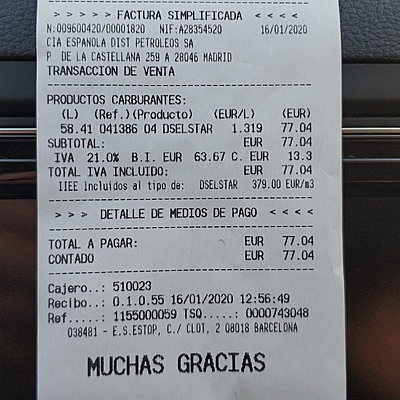 > > > > > FACTURA SIMPLIFICADA < < < <
N:009600420/00001820 NIF:A28354520 16/01/2020
CIA ESPANOLA DIST PETROLEOS SA
P DE LA CASTELLANA 259 A 28046 MADRID
TRANSACCION DE VENTA
PRODUCTOS CARBURANTES:
(L) (Ref.)(Producto) (EUR/L) (EUR)
58.41 041386 04 DSELSTAR 1.319 77.04
SUBTOTAL: EUR 77.04
IVA 21.0% B.I. EUR 63.67 C. EUR 13.3
TOTAL IVA INCLUIDO: EUR 77.04
IIEE Incluidos al tipo de: DSELSTAR 379.00 EUR/m3
> > > DETALLE DE MEDIOS DE PAGO < < < <
TOTAL A PAGAR: EUR 77.04
CONTADO EUR 77.04
Cajero..: 510023
Recibo..: 0.1.0.55 16/01/2020 12:56:49
Ref.....: 1155000059 TSQ.....: 0000743048
038481 - E.S.ESTOP, C./ CLOT, 2 08018 BARCELONA
MUCHAS GRACIAS